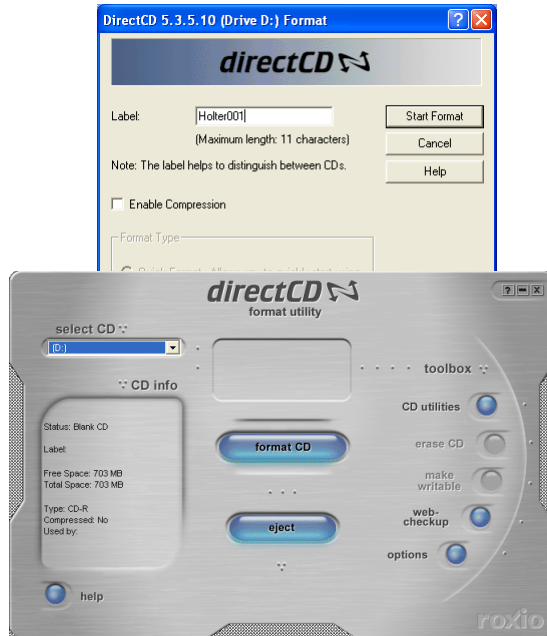 DirectCD 5.3.5.10 (Drive D:) Format
directCD
Label: Holter001 Start Format
(Maximum length: 11 characters) Cancel
Note: The label helps to distinguish between CDs. Help
Enable Compression
Format Type
directCD
format utility
select CD
(D:)
toolbox
CD info
CD utilities
Status: Blank CD
format CD
erase CD
Label:
Free Space: 703 MB
Total Space: 703 MB
make
writable
Type: CD-R
Compressed: No
Used by:
web-
checkup
eject
options
help
roxio